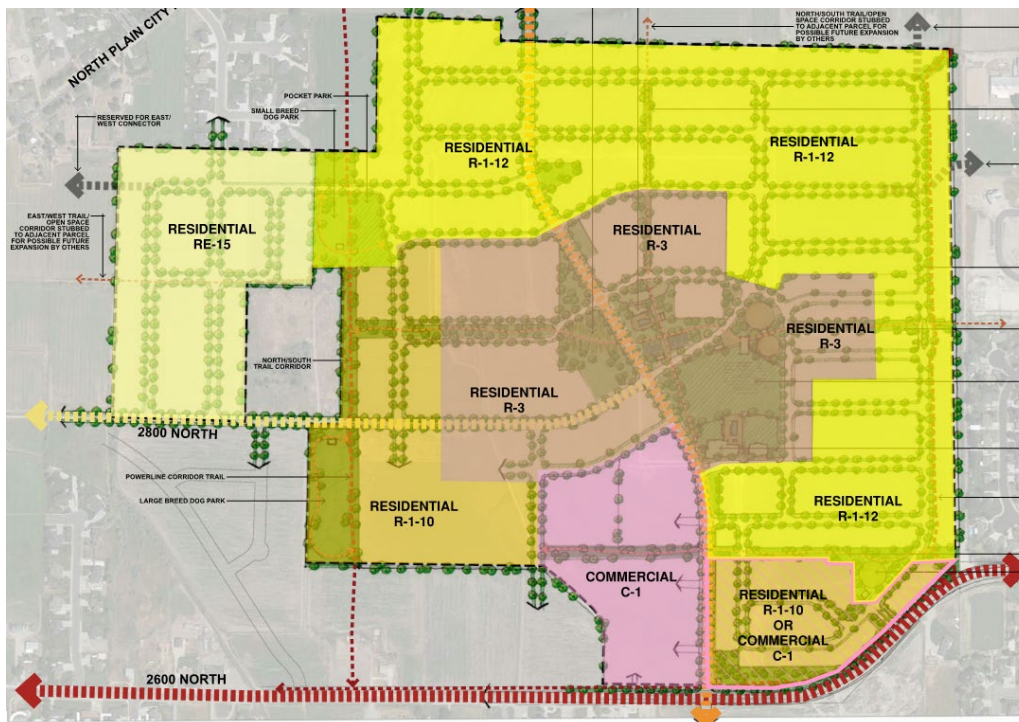 NORTH/SOUTH TRAIL/OPEN
SPACE CORRIDOR STUBBED
TO ADJACENT PARCEL FOR
POSSIBLE FUTURE EXPANSION
BY OTHERS
NORTH PLAIN CITY
POCKET PARK
SMALL BREED
DOG PARK
RESERVED FOR EAST/
WEST CONNECTOR
RESIDENTIAL
R-1-12
RESIDENTIAL
R-1-12
EAST/WEST TRAIL/
OPEN SPACE
CORRIDOR STUBBED
TO ADJACENT PARCEL
FOR POSSIBLE FUTURE
EXPANSION BY OTHERS
RESIDENTIAL
RE-15
RESIDENTIAL
R-3
RESIDENTIAL
R-3
NORTH/SOUTH
TRAIL CORRIDOR
RESIDENTIAL
R-3
2800 NORTH
POWERLINE CORRIDOR TRAIL
LARGE BREED DOG PARK
RESIDENTIAL
R-1-10
RESIDENTIAL
R-1-12
COMMERCIAL
C-1
RESIDENTIAL
R-1-10
OR
COMMERCIAL
C-1
2600 NORTH